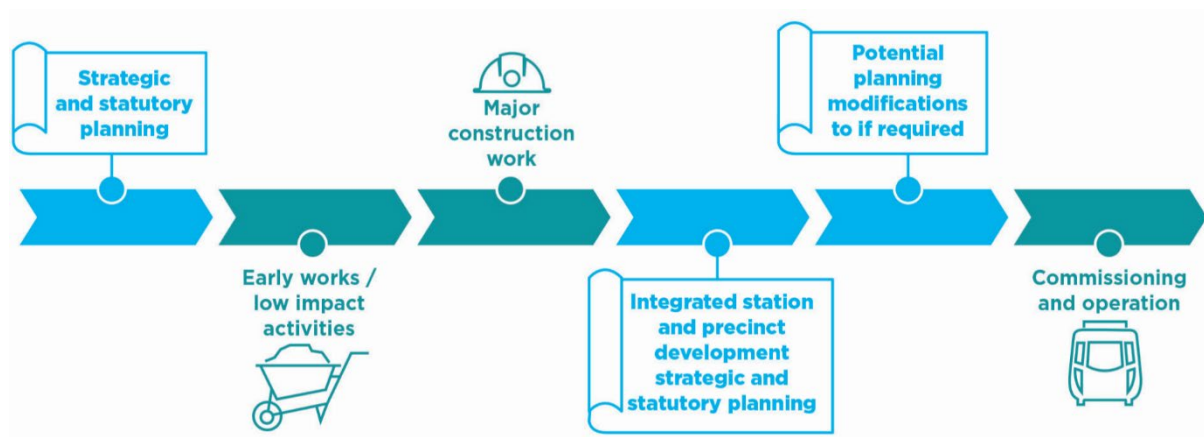 Strategic
and statutory
planning
Early works /
low impact
activities
Major
construction
work
Integrated station
and precinct
development
strategic and
statutory planning
Potential
planning
modifications
to if required
Commissioning
and operation